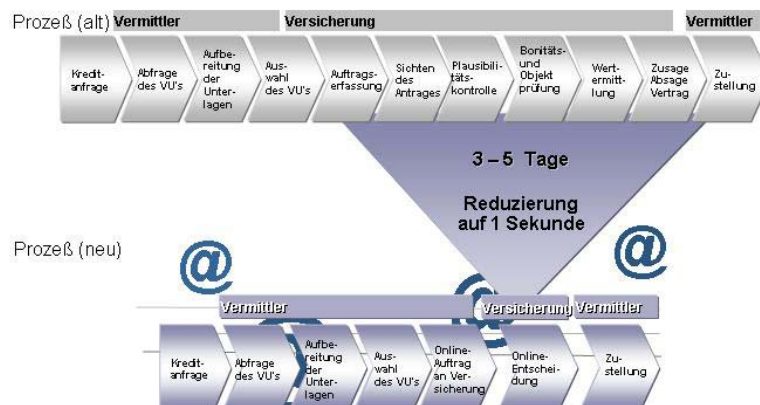 Prozeß (alt)
Vermittler
Versicherung
Vermittler
Kredit-
anfrage
Abfrage
des VU's
Aufbe-
reitung
der
Unter-
lagen
Aus-
wahl
des VU's
Auftrags-
erfassung
Sichten
des
Antrages
Plausibili-
täts-
kontrolle
Bonitäts-
und
Objekt
prüfung
Wert-
ermitt-
lung
Zusage
Absage
Vertrag
Zu-
stellung
3 – 5 Tage
Reduzierung
auf 1 Sekunde
Prozeß (neu)
@
@
@
Vermittler
Versicherung
Vermittler
Kredit-
anfrage
Abfrage
des VU's
Aufbe-
reitung
der
Unter-
lagen
Aus-
wahl
des VU's
Online-
Auftrag
an Ver-
sicherung
Online-
Entschei-
dung
Zu-
stellung